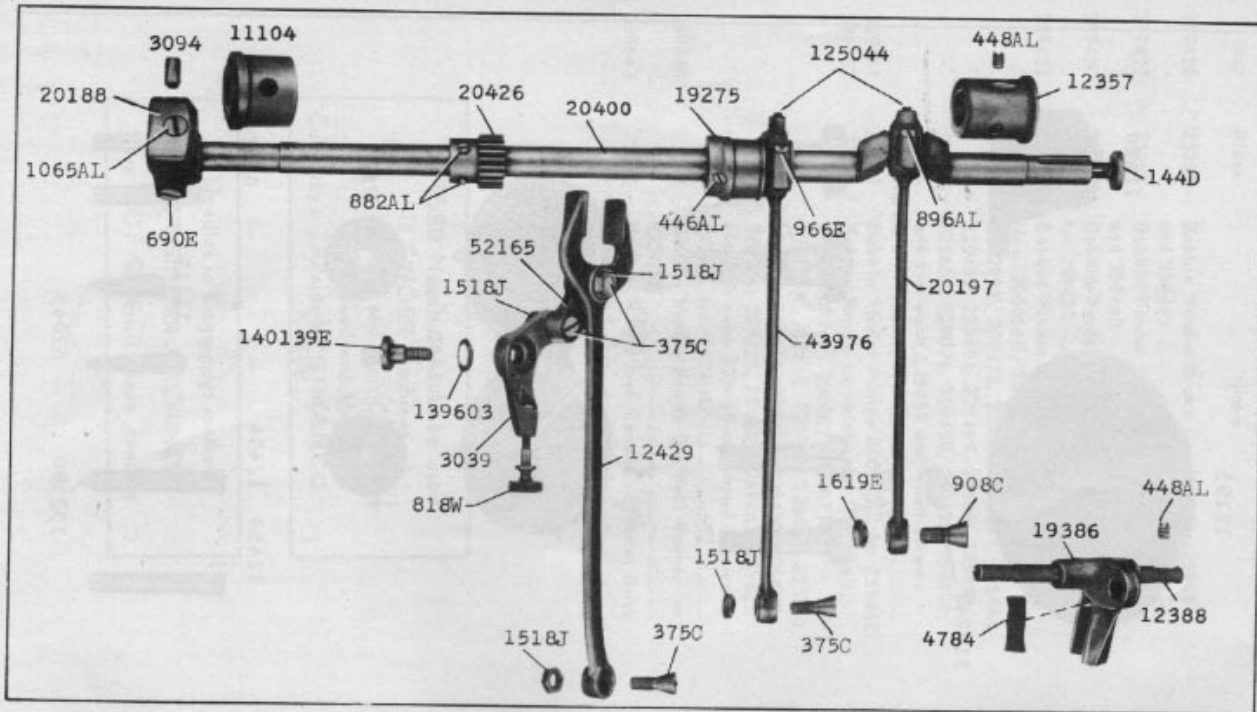 3094
11104
448AL
125044
12357
20188
20426
20400
19275
1065AL
144D
882AL
446AL
966E
896AL
690E
52165
1518J
1518J
20197
140139E
375C
43976
139603
3039
12429
1619E
908C
448AL
818W
19386
1518J
12388
4784
1518J
375C
375C